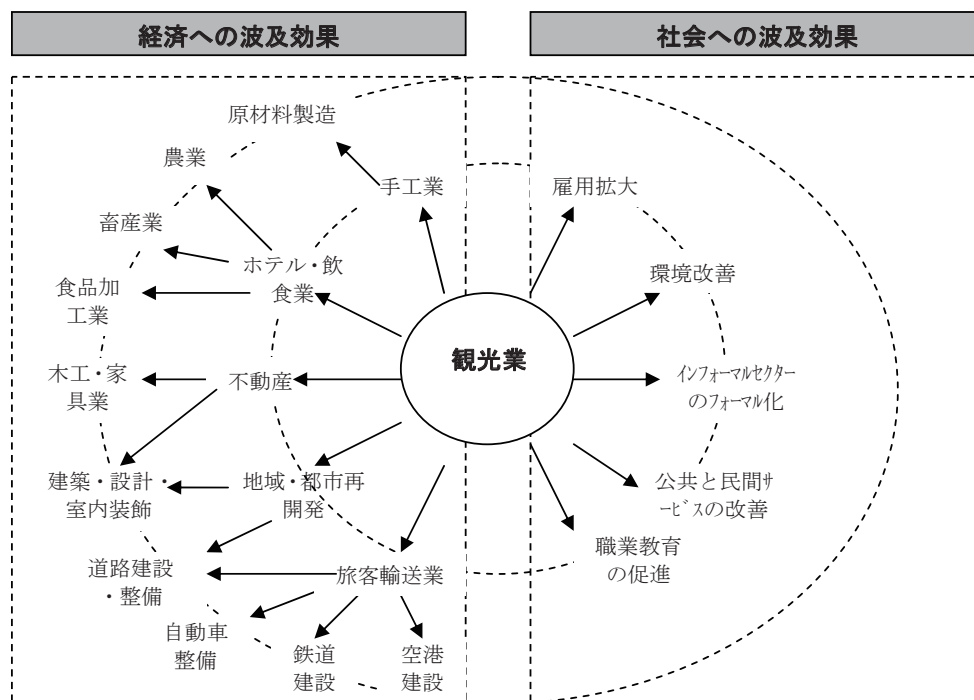 経済への波及効果
社会への波及効果
原材料製造
農業
手工業
雇用拡大
畜産業
ホテル・飲
食業
環境改善
食品加
工業
観光業
木工・家
具業
不動産
インフォーマルセクター
のフォーマル化
建築・設計・
室内装飾
地域・都市再
開発
公共と民間サ
ービスの改善
職業教育
の促進
道路建設
・整備
旅客輸送業
自動車
整備
鉄道
建設
空港
建設